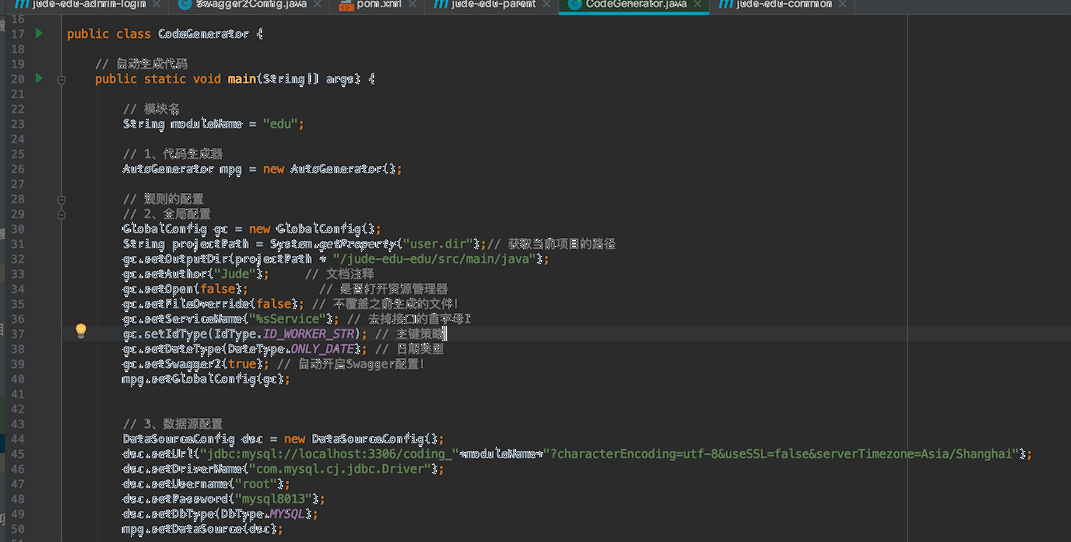 jude-edu-admin-login Swagger2Config.java pom.xml jude-edu-parent CodeGenerator.java jude-edu-common
16
17 public class CodeGenerator {
18
19 // 自动生成代码
20 public static void main(String[] args) {
21
22 // 模块名
23 String moduleName = "edu";
24
25 // 1、代码生成器
26 AutoGenerator mpg = new AutoGenerator();
27
28 // 规则的配置
29 // 2、全局配置
30 GlobalConfig gc = new GlobalConfig();
31 String projectPath = System.getProperty("user.dir");// 获取当前项目的路径
32 gc.setOutputDir(projectPath + "/jude-edu-edu/src/main/java");
33 gc.setAuthor("Jude"); // 文档注释
34 gc.setOpen(false); // 是否打开资源管理器
35 gc.setFileOverride(false); // 不覆盖之前生成的文件!
36 gc.setServiceName("%sService"); // 去掉接口的首字母I
37 gc.setIdType(IdType.ID_WORKER_STR); // 主键策略
38 gc.setDateType(DateType.ONLY_DATE); // 日期类型
39 gc.setSwagger2(true); // 自动开启Swagger配置!
40 mpg.setGlobalConfig(gc);
41
42
43 // 3、数据源配置
44 DataSourceConfig dsc = new DataSourceConfig();
45 dsc.setUrl("jdbc:mysql://localhost:3306/coding_"+moduleName+"?characterEncoding=utf-8&useSSL=false&serverTimezone=Asia/Shanghai");
46 dsc.setDriverName("com.mysql.cj.jdbc.Driver");
47 dsc.setUsername("root");
48 dsc.setPassword("mysql8013");
49 dsc.setDbType(DbType.MYSQL);
50 mpg.setDataSource(dsc);